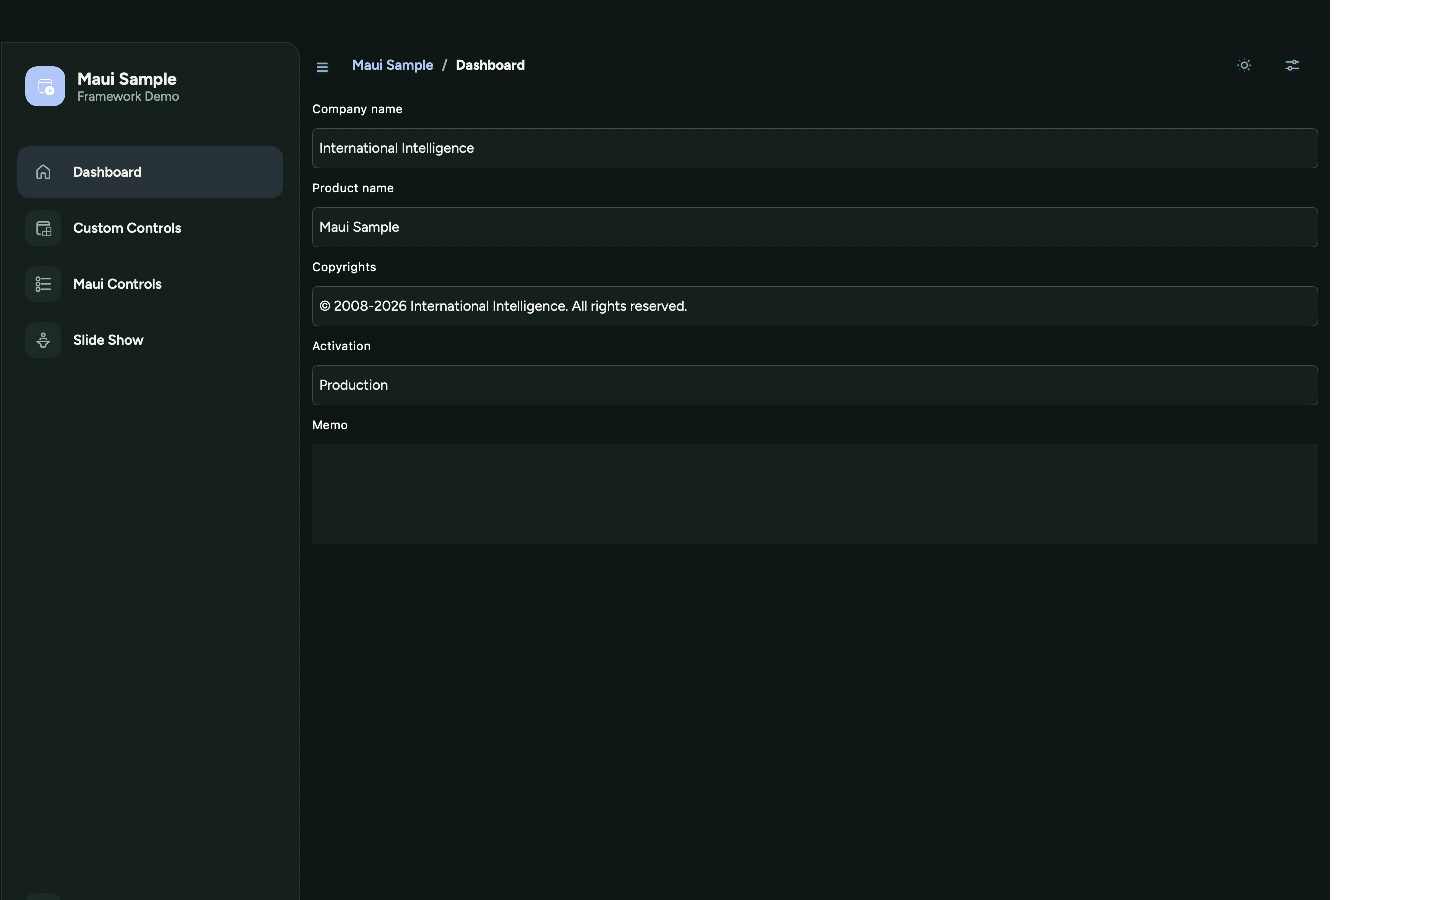 Maui Sample
Framework Demo
Dashboard
Custom Controls
Maui Controls
Slide Show
Maui Sample / Dashboard
Company name
International Intelligence
Product name
Maui Sample
Copyrights
© 2008-2026 International Intelligence. All rights reserved.
Activation
Production
Memo